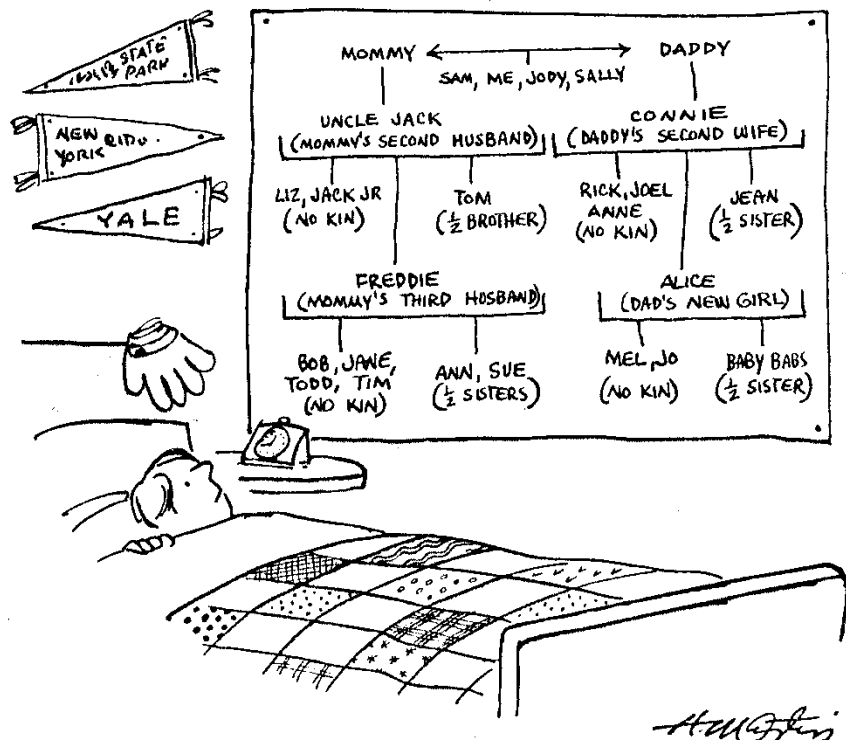 STATE
PARK
NEW
YORK
YALE
MOMMY DADDY
SAM, ME, JODY, SALLY
UNCLE JACK
(MOMMY'S SECOND HUSBAND)
CONNIE
(DADDY'S SECOND WIFE)
LIZ, JACK JR
(NO KIN)
TOM
(½ BROTHER)
RICK, JOEL
ANNE
(NO KIN)
JEAN
(½ SISTER)
FREDDIE
(MOMMY'S THIRD HUSBAND)
ALICE
(DAD'S NEW GIRL)
BOB, JANE,
TODD, TIM
(NO KIN)
ANN, SUE
(½ SISTERS)
MEL, JO
(NO KIN)
BABY BABS
(½ SISTER)